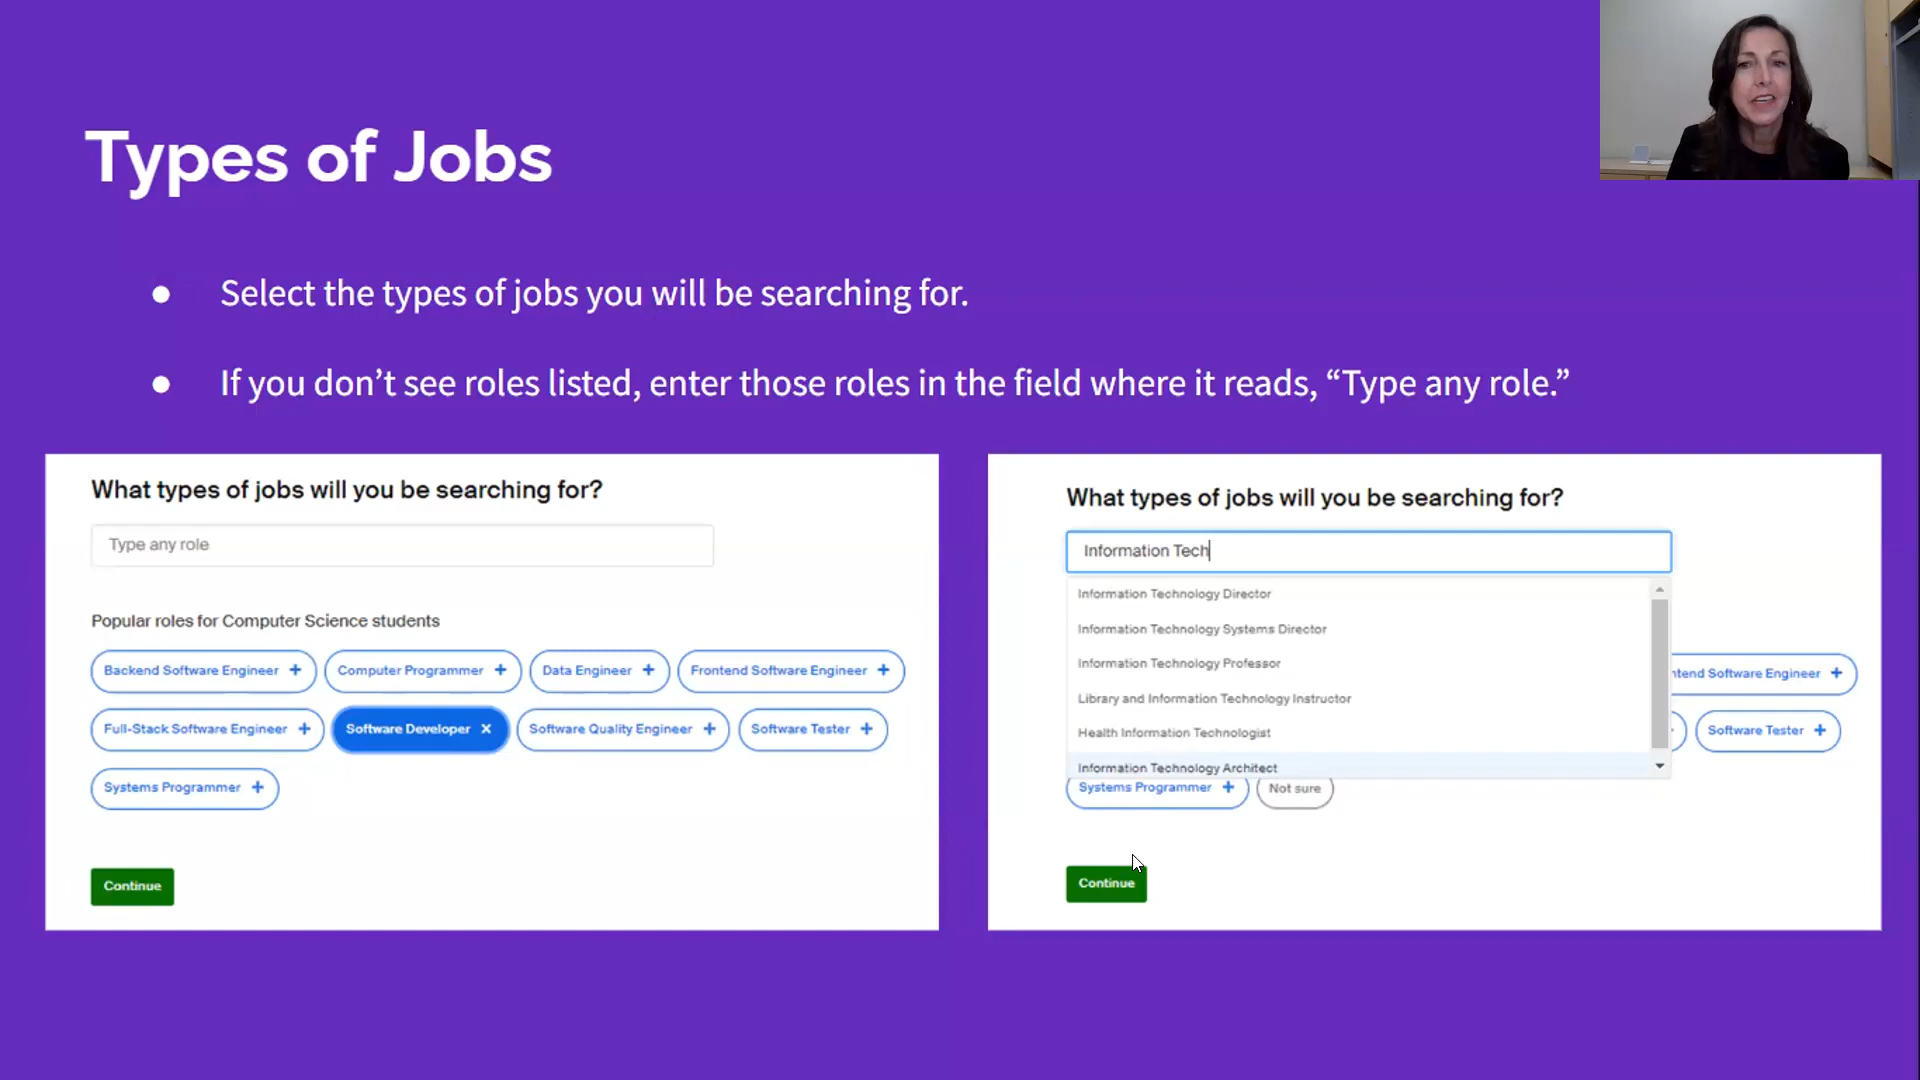 Types of Jobs
● Select the types of jobs you will be searching for.
● If you don’t see roles listed, enter those roles in the field where it reads, “Type any role.”
What types of jobs will you be searching for?
Type any role
Popular roles for Computer Science students
Backend Software Engineer + Computer Programmer + Data Engineer + Frontend Software Engineer +
Full-Stack Software Engineer + Software Developer × Software Quality Engineer + Software Tester +
Systems Programmer +
Continue
What types of jobs will you be searching for?
Information Tech
Information Technology Director
Information Technology Systems Director
Information Technology Professor
ntend Software Engineer +
Library and Information Technology Instructor
Health Information Technologist
Software Tester +
Information Technology Architect
Systems Programmer + Not sure
Continue